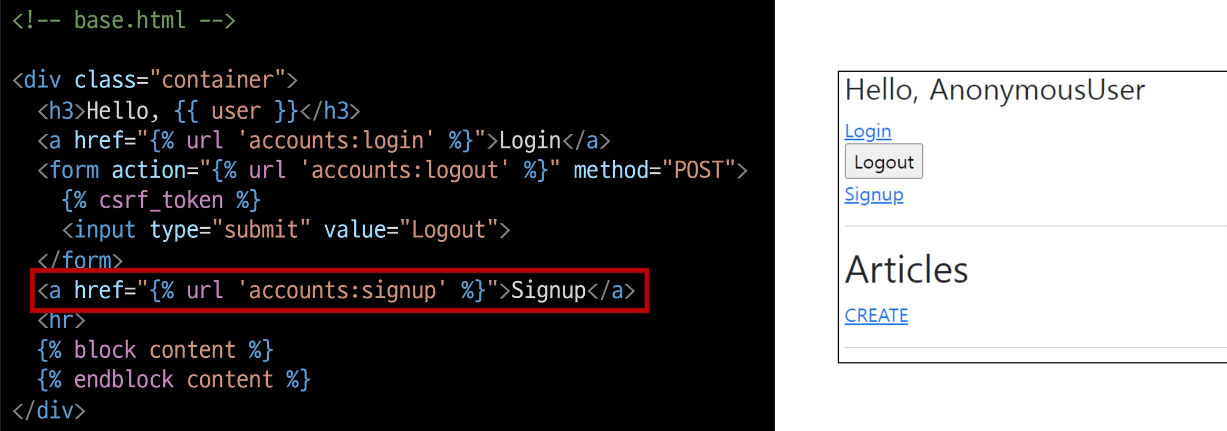 <!-- base.html -->
<div class="container">
<h3>Hello, {{ user }}</h3>
<a href="{% url 'accounts:login' %}">Login</a>
<form action="{% url 'accounts:logout' %}" method="POST">
{% csrf_token %}
<input type="submit" value="Logout">
</form>
<a href="{% url 'accounts:signup' %}">Signup</a>
<hr>
{% block content %}
{% endblock content %}
</div>
Hello, AnonymousUser
Login
Logout
Signup
Articles
CREATE